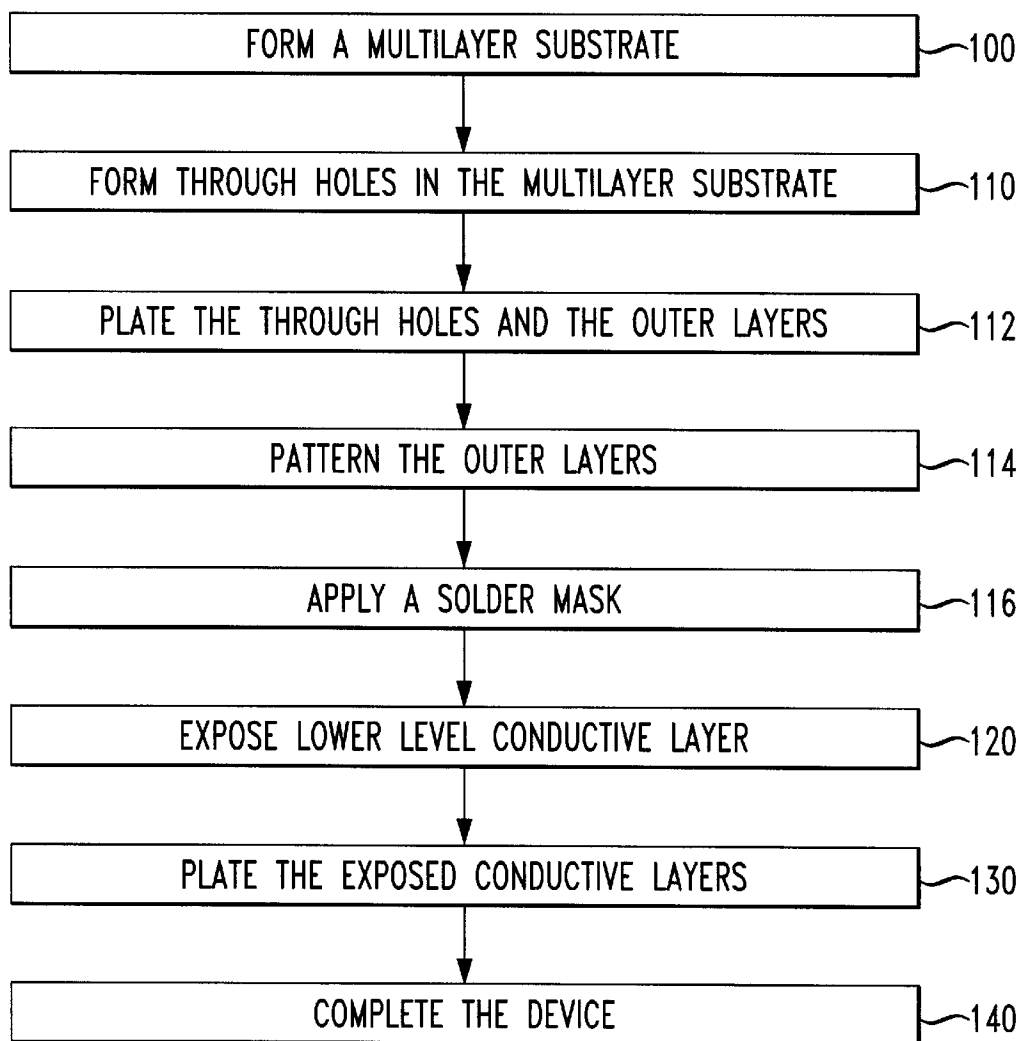 FORM A MULTILAYER SUBSTRATE 100
FORM THROUGH HOLES IN THE MULTILAYER SUBSTRATE 110
PLATE THE THROUGH HOLES AND THE OUTER LAYERS 112
PATTERN THE OUTER LAYERS 114
APPLY A SOLDER MASK 116
EXPOSE LOWER LEVEL CONDUCTIVE LAYER 120
PLATE THE EXPOSED CONDUCTIVE LAYERS 130
COMPLETE THE DEVICE 140